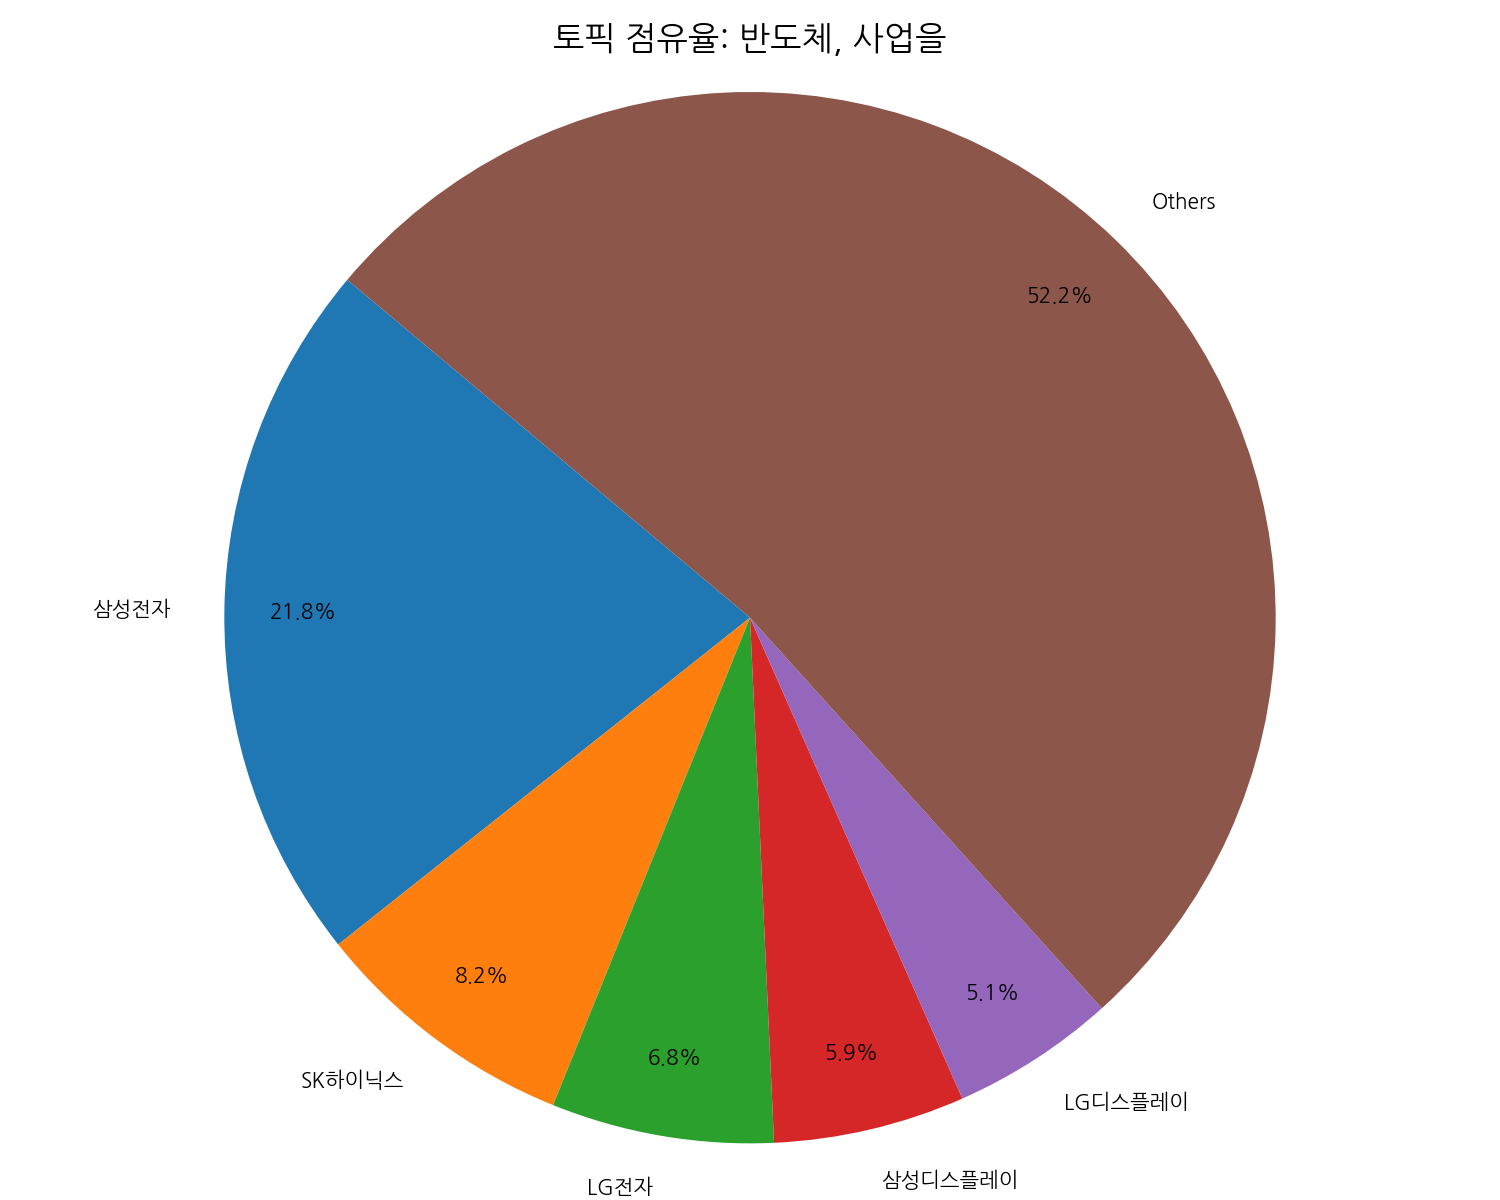 토픽 점유율: 반도체, 사업을
Others
52.2%
삼성전자
21.8%
8.2%
SK하이닉스
6.8%
LG전자
5.9%
삼성디스플레이
5.1%
LG디스플레이